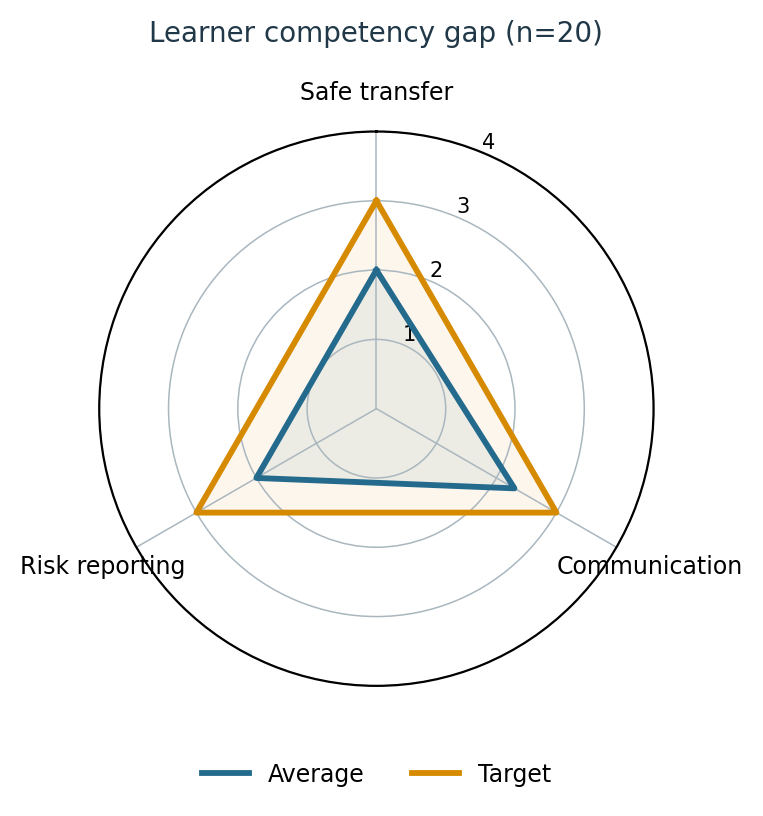 Learner competency gap (n=20)
Safe transfer
4
3
2
1
Risk reporting
Communication
Average
Target